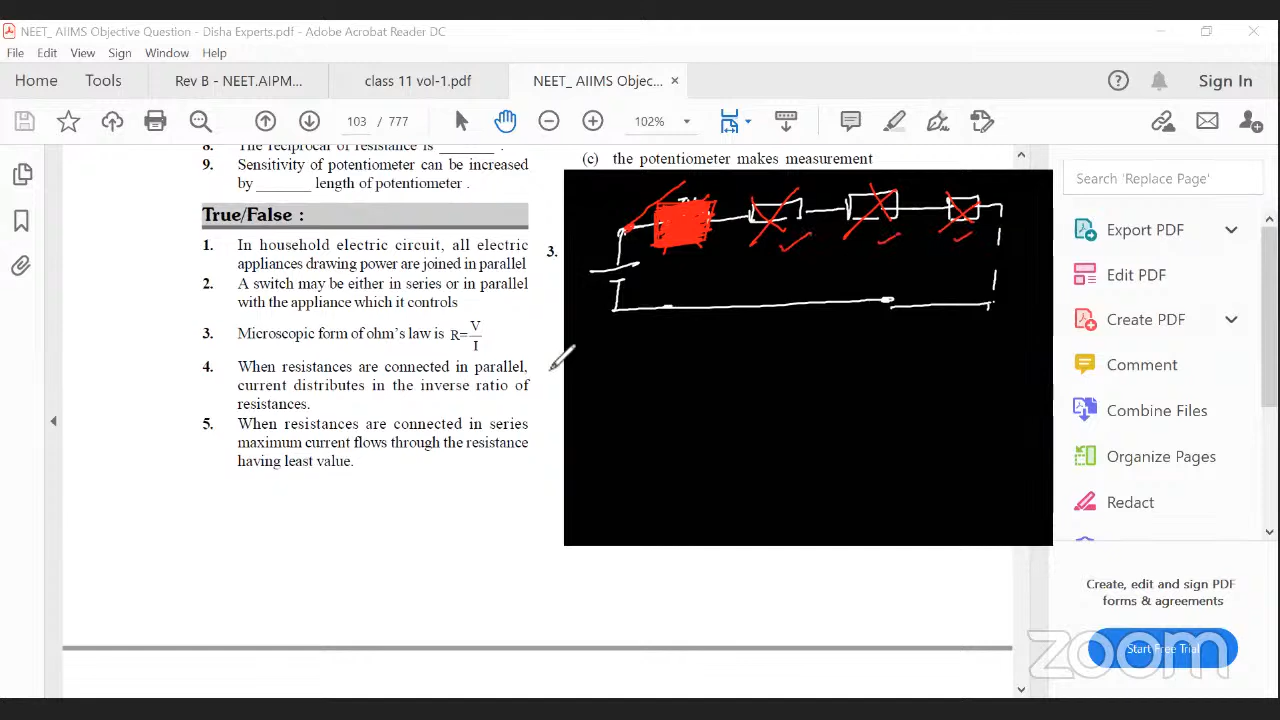 NEET_ AIIMS Objective Question - Disha Experts.pdf - Adobe Acrobat Reader DC
File Edit View Sign Window Help
Home Tools Rev B - NEET.AIPM... class 11 vol-1.pdf NEET_ AIIMS Objec... × ? Sign In
103 / 777 102%
8. The reciprocal of resistance is ________ .
9. Sensitivity of potentiometer can be increased
by _______ length of potentiometer .
True/False :
1. In household electric circuit, all electric
appliances drawing power are joined in parallel
2. A switch may be either in series or in parallel
with the appliance which it controls
3. Microscopic form of ohm's law is R=V/I
4. When resistances are connected in parallel,
current distributes in the inverse ratio of
resistances.
5. When resistances are connected in series
maximum current flows through the resistance
having least value.
(c) the potentiometer makes measurement
3.
Search 'Replace Page'
Export PDF
Edit PDF
Create PDF
Comment
Combine Files
Organize Pages
Redact
Create, edit and sign PDF
forms & agreements
Start Free Trial
zoom